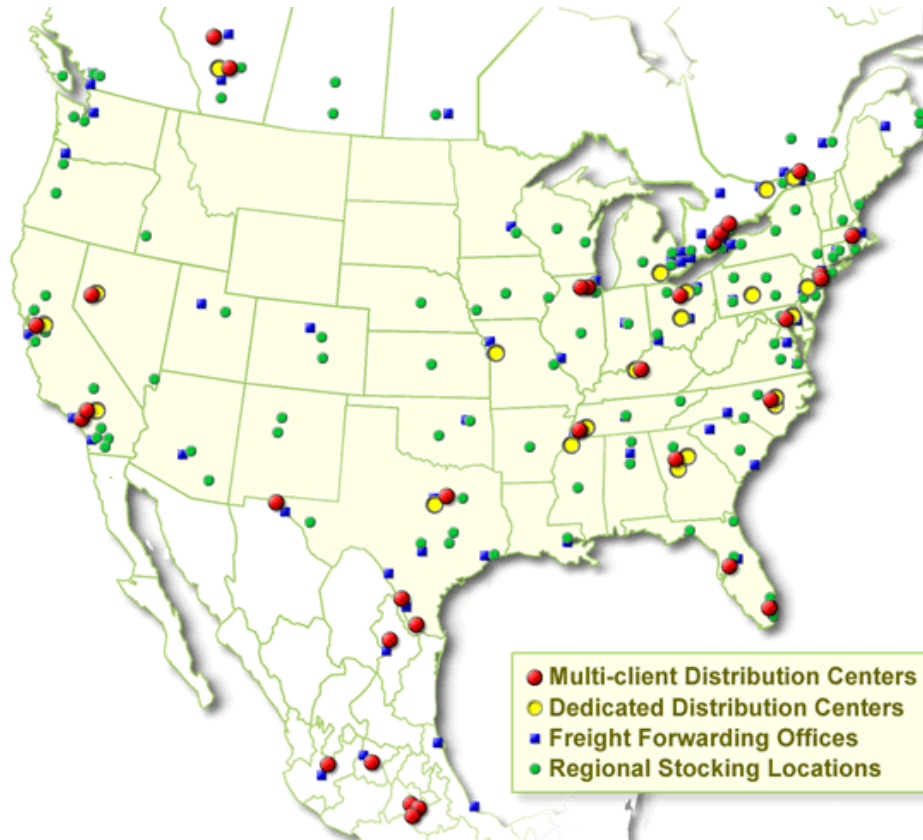 Multi-client Distribution Centers
Dedicated Distribution Centers
Freight Forwarding Offices
Regional Stocking Locations